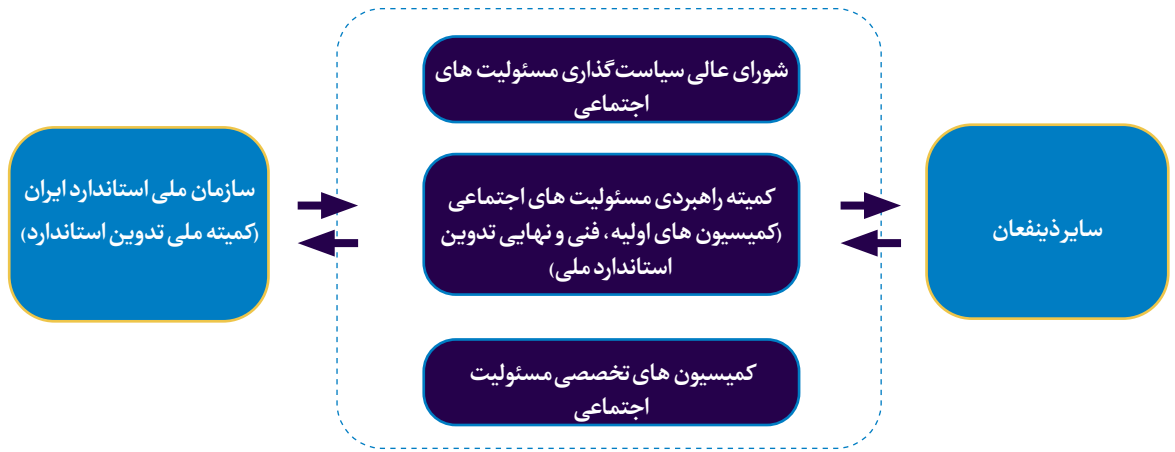 شورای عالی سیاست‌گذاری مسئولیت های
اجتماعی
سایر ذینفعان
کمیته راهبردی مسئولیت های اجتماعی
(کمیسیون های اولیه، فنی و نهایی تدوین
استاندارد ملی)
سازمان ملی استاندارد ایران
(کمیته ملی تدوین استاندارد)
کمیسیون های تخصصی مسئولیت
اجتماعی